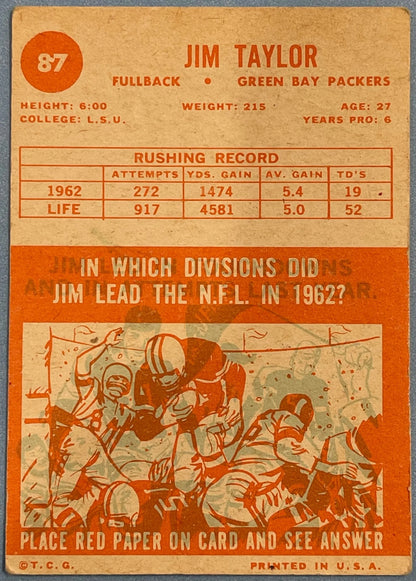 87
JIM TAYLOR
FULLBACK • GREEN BAY PACKERS
HEIGHT: 6:00 WEIGHT: 215 AGE: 27
COLLEGE: L.S.U. YEARS PRO: 6
RUSHING RECORD
ATTEMPTS YDS. GAIN AV. GAIN TD'S
1962 272 1474 5.4 19
LIFE 917 4581 5.0 52
IN WHICH DIVISIONS DID
JIM LEAD THE N.F.L. IN 1962?
PLACE RED PAPER ON CARD AND SEE ANSWER
©T.C.G. PRINTED IN U.S.A.